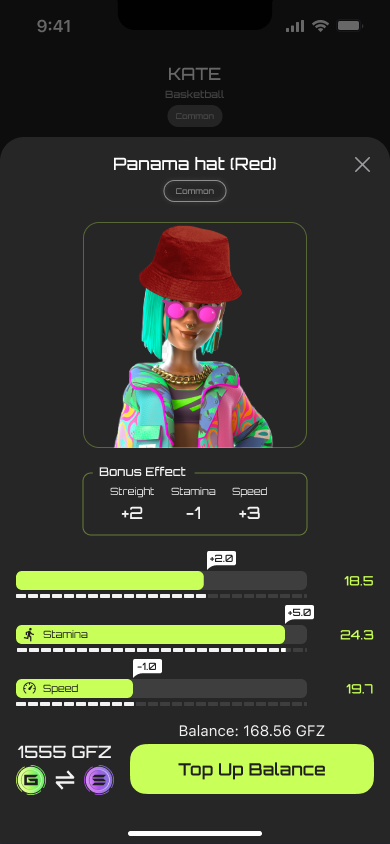 9:41
KATE
Basketball
Common
Panama hat (Red)
Common
Bonus Effect
Streight Stamina Speed
+2 -1 +3
+2.0
18.5
+5.0
Stamina 24.3
-1.0
Speed 19.7
Balance: 168.56 GFZ
1555 GFZ
Top Up Balance
G S